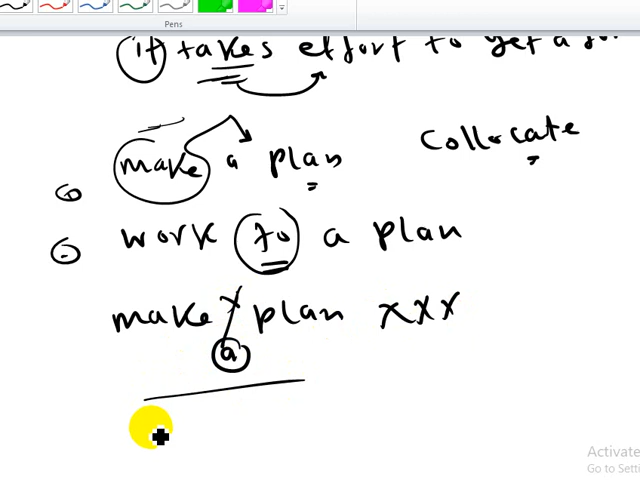 Pens
it takes effort to get a
make a plan
collocate
work to a plan
make plan xxx
a
Activate
Go to Setti